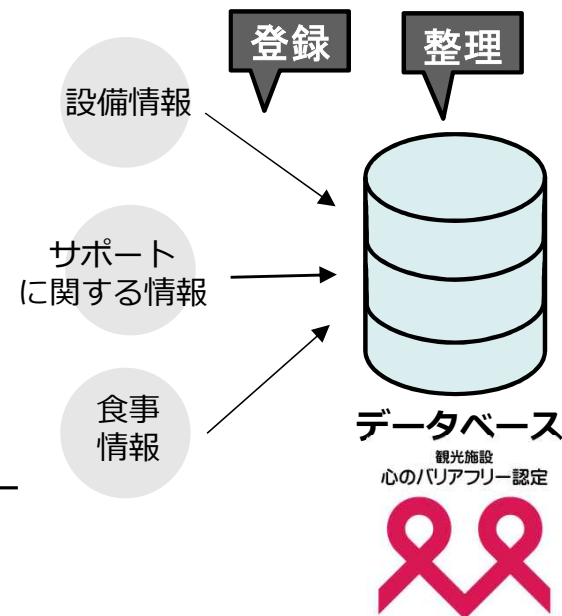 登録
整理
設備情報
サポート
に関する情報
食事
情報
データベース
観光施設
心のバリアフリー認定